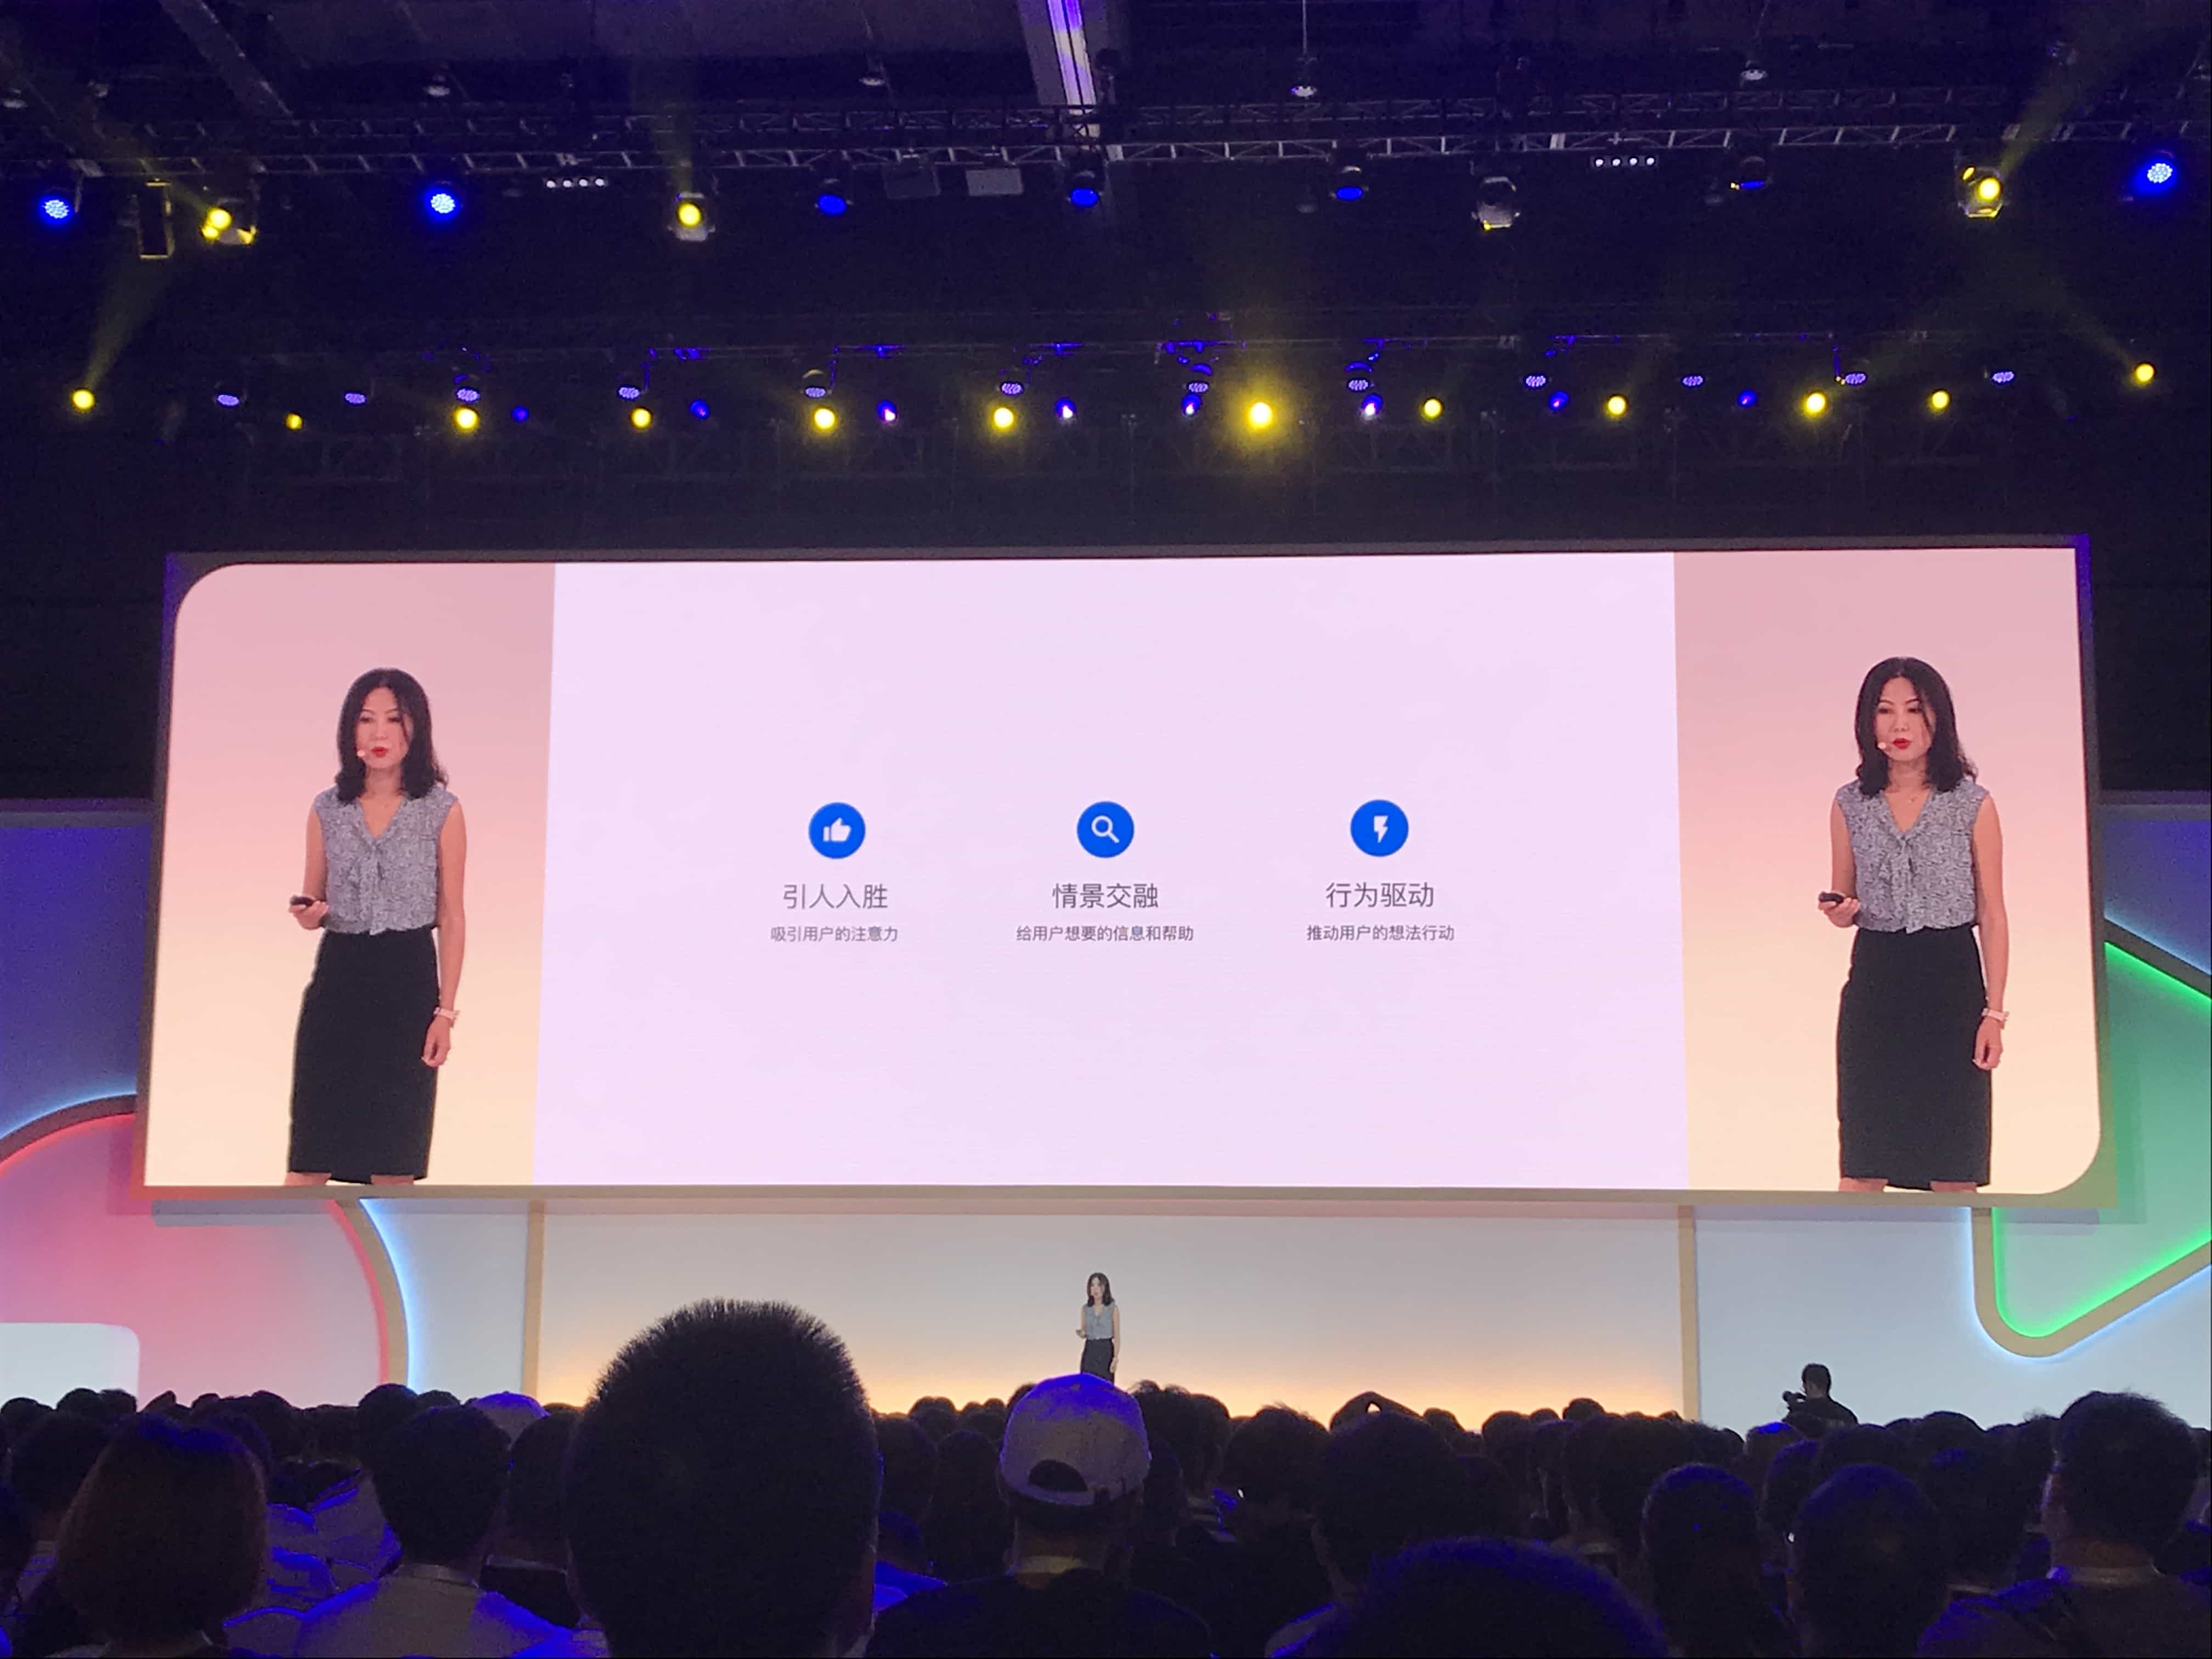 引人入胜
吸引用户的注意力
情景交融
给用户想要的信息和帮助
行为驱动
推动用户的想法行动